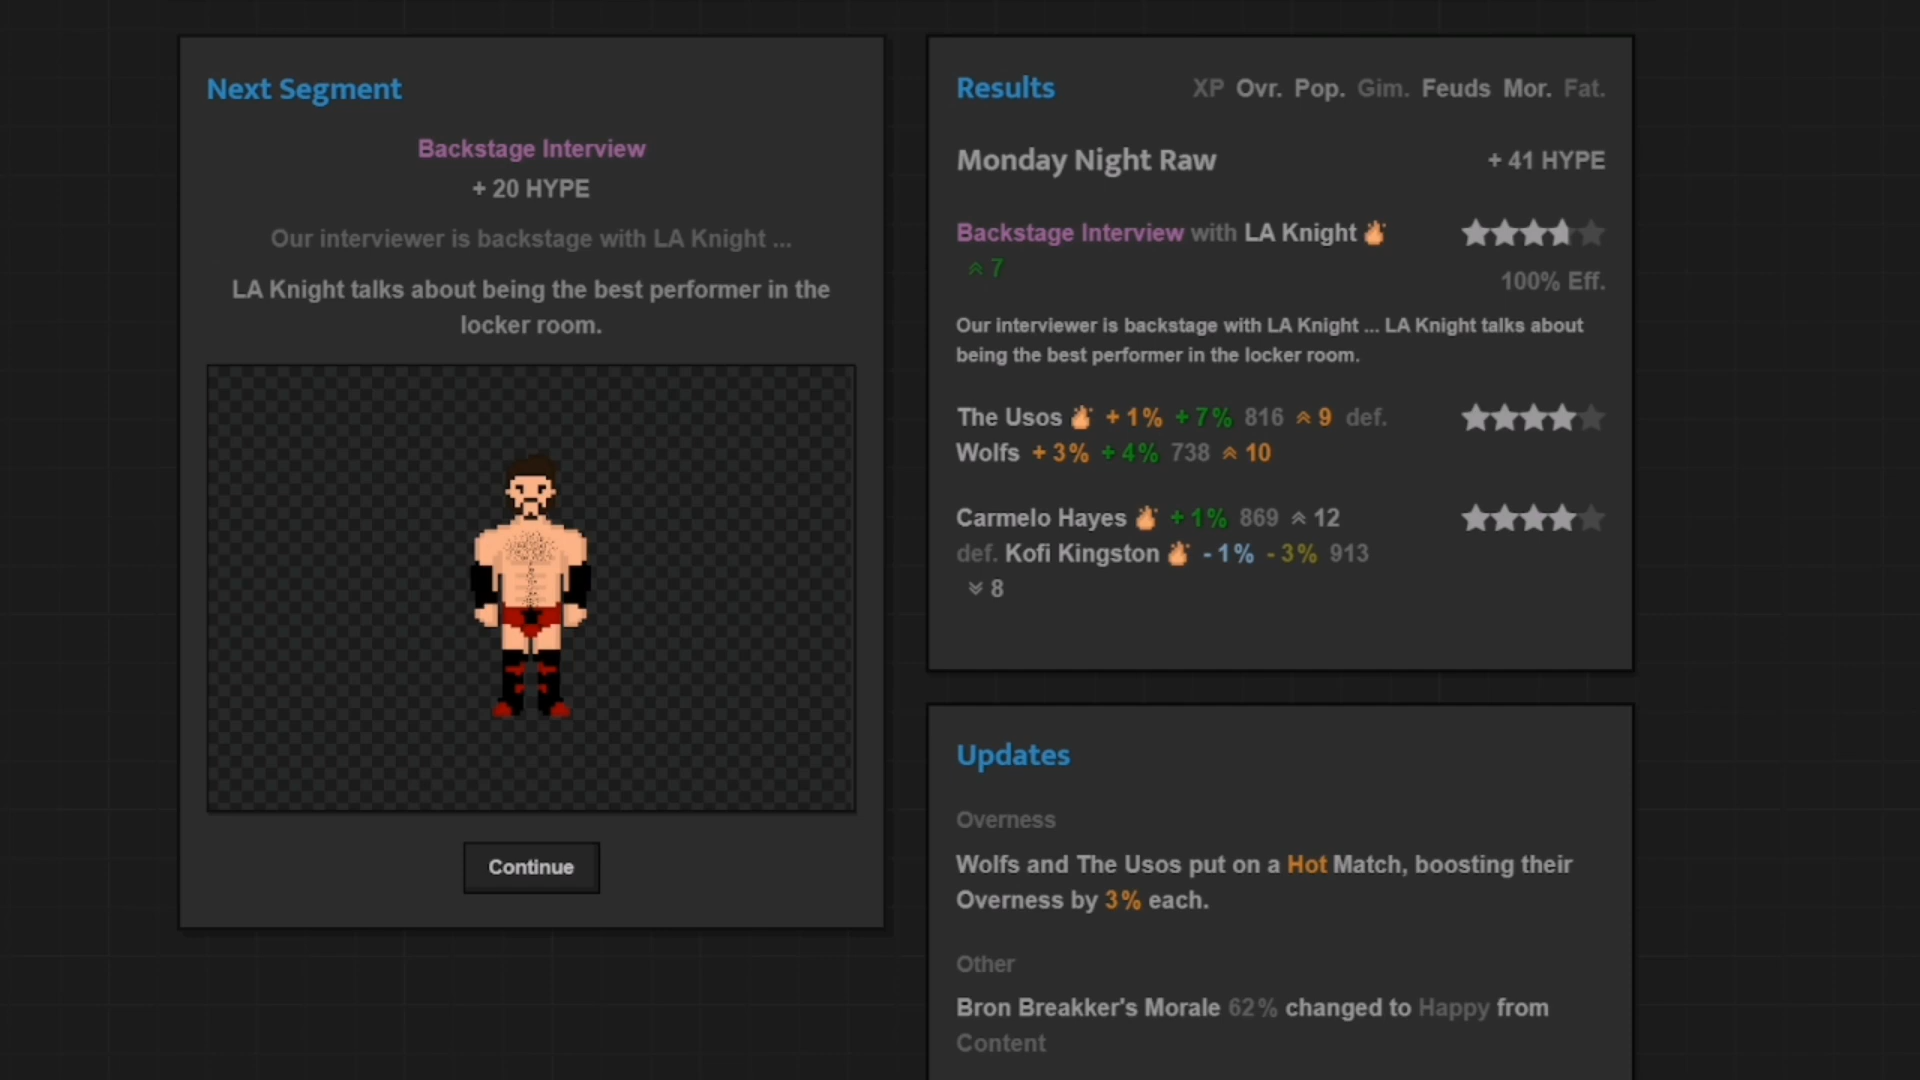 Next Segment
Backstage Interview
+ 20 HYPE
Our interviewer is backstage with LA Knight ...
LA Knight talks about being the best performer in the
locker room.
Continue
Results XP Ovr. Pop. Gim. Feuds Mor. Fat.
Monday Night Raw + 41 HYPE
Backstage Interview with LA Knight
7
100% Eff.
Our interviewer is backstage with LA Knight ... LA Knight talks about
being the best performer in the locker room.
The Usos + 1% + 7% 816 9 def.
Wolfs + 3% + 4% 738 10
Carmelo Hayes + 1% 869 12
def. Kofi Kingston - 1% - 3% 913
8
Updates
Overness
Wolfs and The Usos put on a Hot Match, boosting their
Overness by 3% each.
Other
Bron Breakker's Morale 62% changed to Happy from
Content